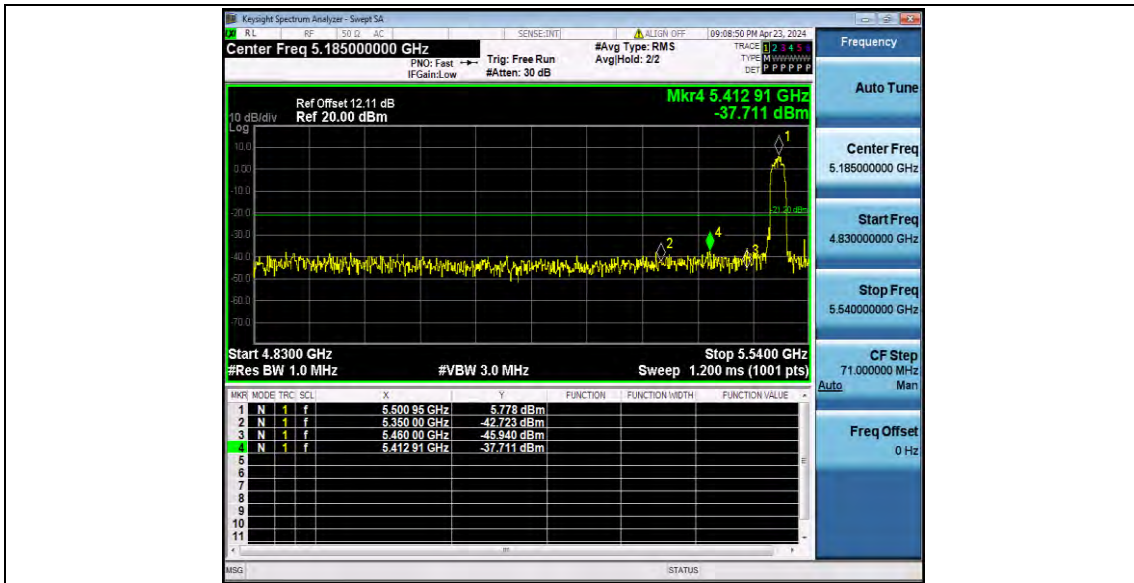 Keysight Spectrum Analyzer - Swept SA
RL RF 50 Ω AC SENSE:INT ALIGN OFF 09:08:50 PM Apr 23, 2024
Center Freq 5.185000000 GHz #Avg Type: RMS TRACE 1 2 3 4 5 6
PNO: Fast Trig: Free Run Avg|Hold: 2/2 TYPE M
IFGain:Low #Atten: 30 dB DET P P P P P P
Mkr4 5.412 91 GHz
Ref Offset 12.11 dB
10 dB/div Ref 20.00 dBm -37.711 dBm
Log
1
10.0
0.00
-10.0
-20.0 -21.20 dBm
-30.0
2 4 3
-40.0
-50.0
-60.0
-70.0
Start 4.8300 GHz Stop 5.5400 GHz
#Res BW 1.0 MHz #VBW 3.0 MHz Sweep 1.200 ms (1001 pts)
MKR MODE TRC SCL X Y FUNCTION FUNCTION WIDTH FUNCTION VALUE
1 N 1 f 5.500 95 GHz 5.778 dBm
2 N 1 f 5.350 00 GHz -42.723 dBm
3 N 1 f 5.460 00 GHz -45.940 dBm
4 N 1 f 5.412 91 GHz -37.711 dBm
5
6
7
8
9
10
11
MSG STATUS
Frequency
Auto Tune
Center Freq
5.185000000 GHz
Start Freq
4.830000000 GHz
Stop Freq
5.540000000 GHz
CF Step
71.000000 MHz
Auto Man
Freq Offset
0 Hz